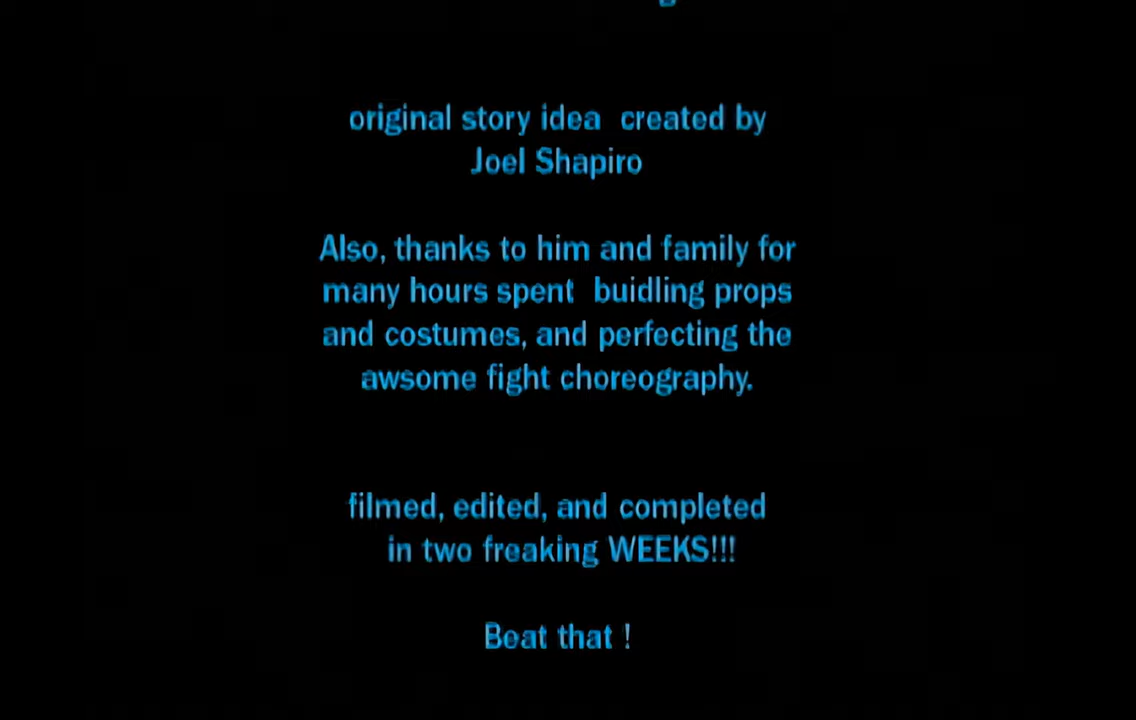 original story idea  created by
Joel Shapiro
Also, thanks to him and family for
many hours spent  buidling props
and costumes, and perfecting the
awsome fight choreography.
filmed, edited, and completed
in two freaking WEEKS!!!
Beat that !